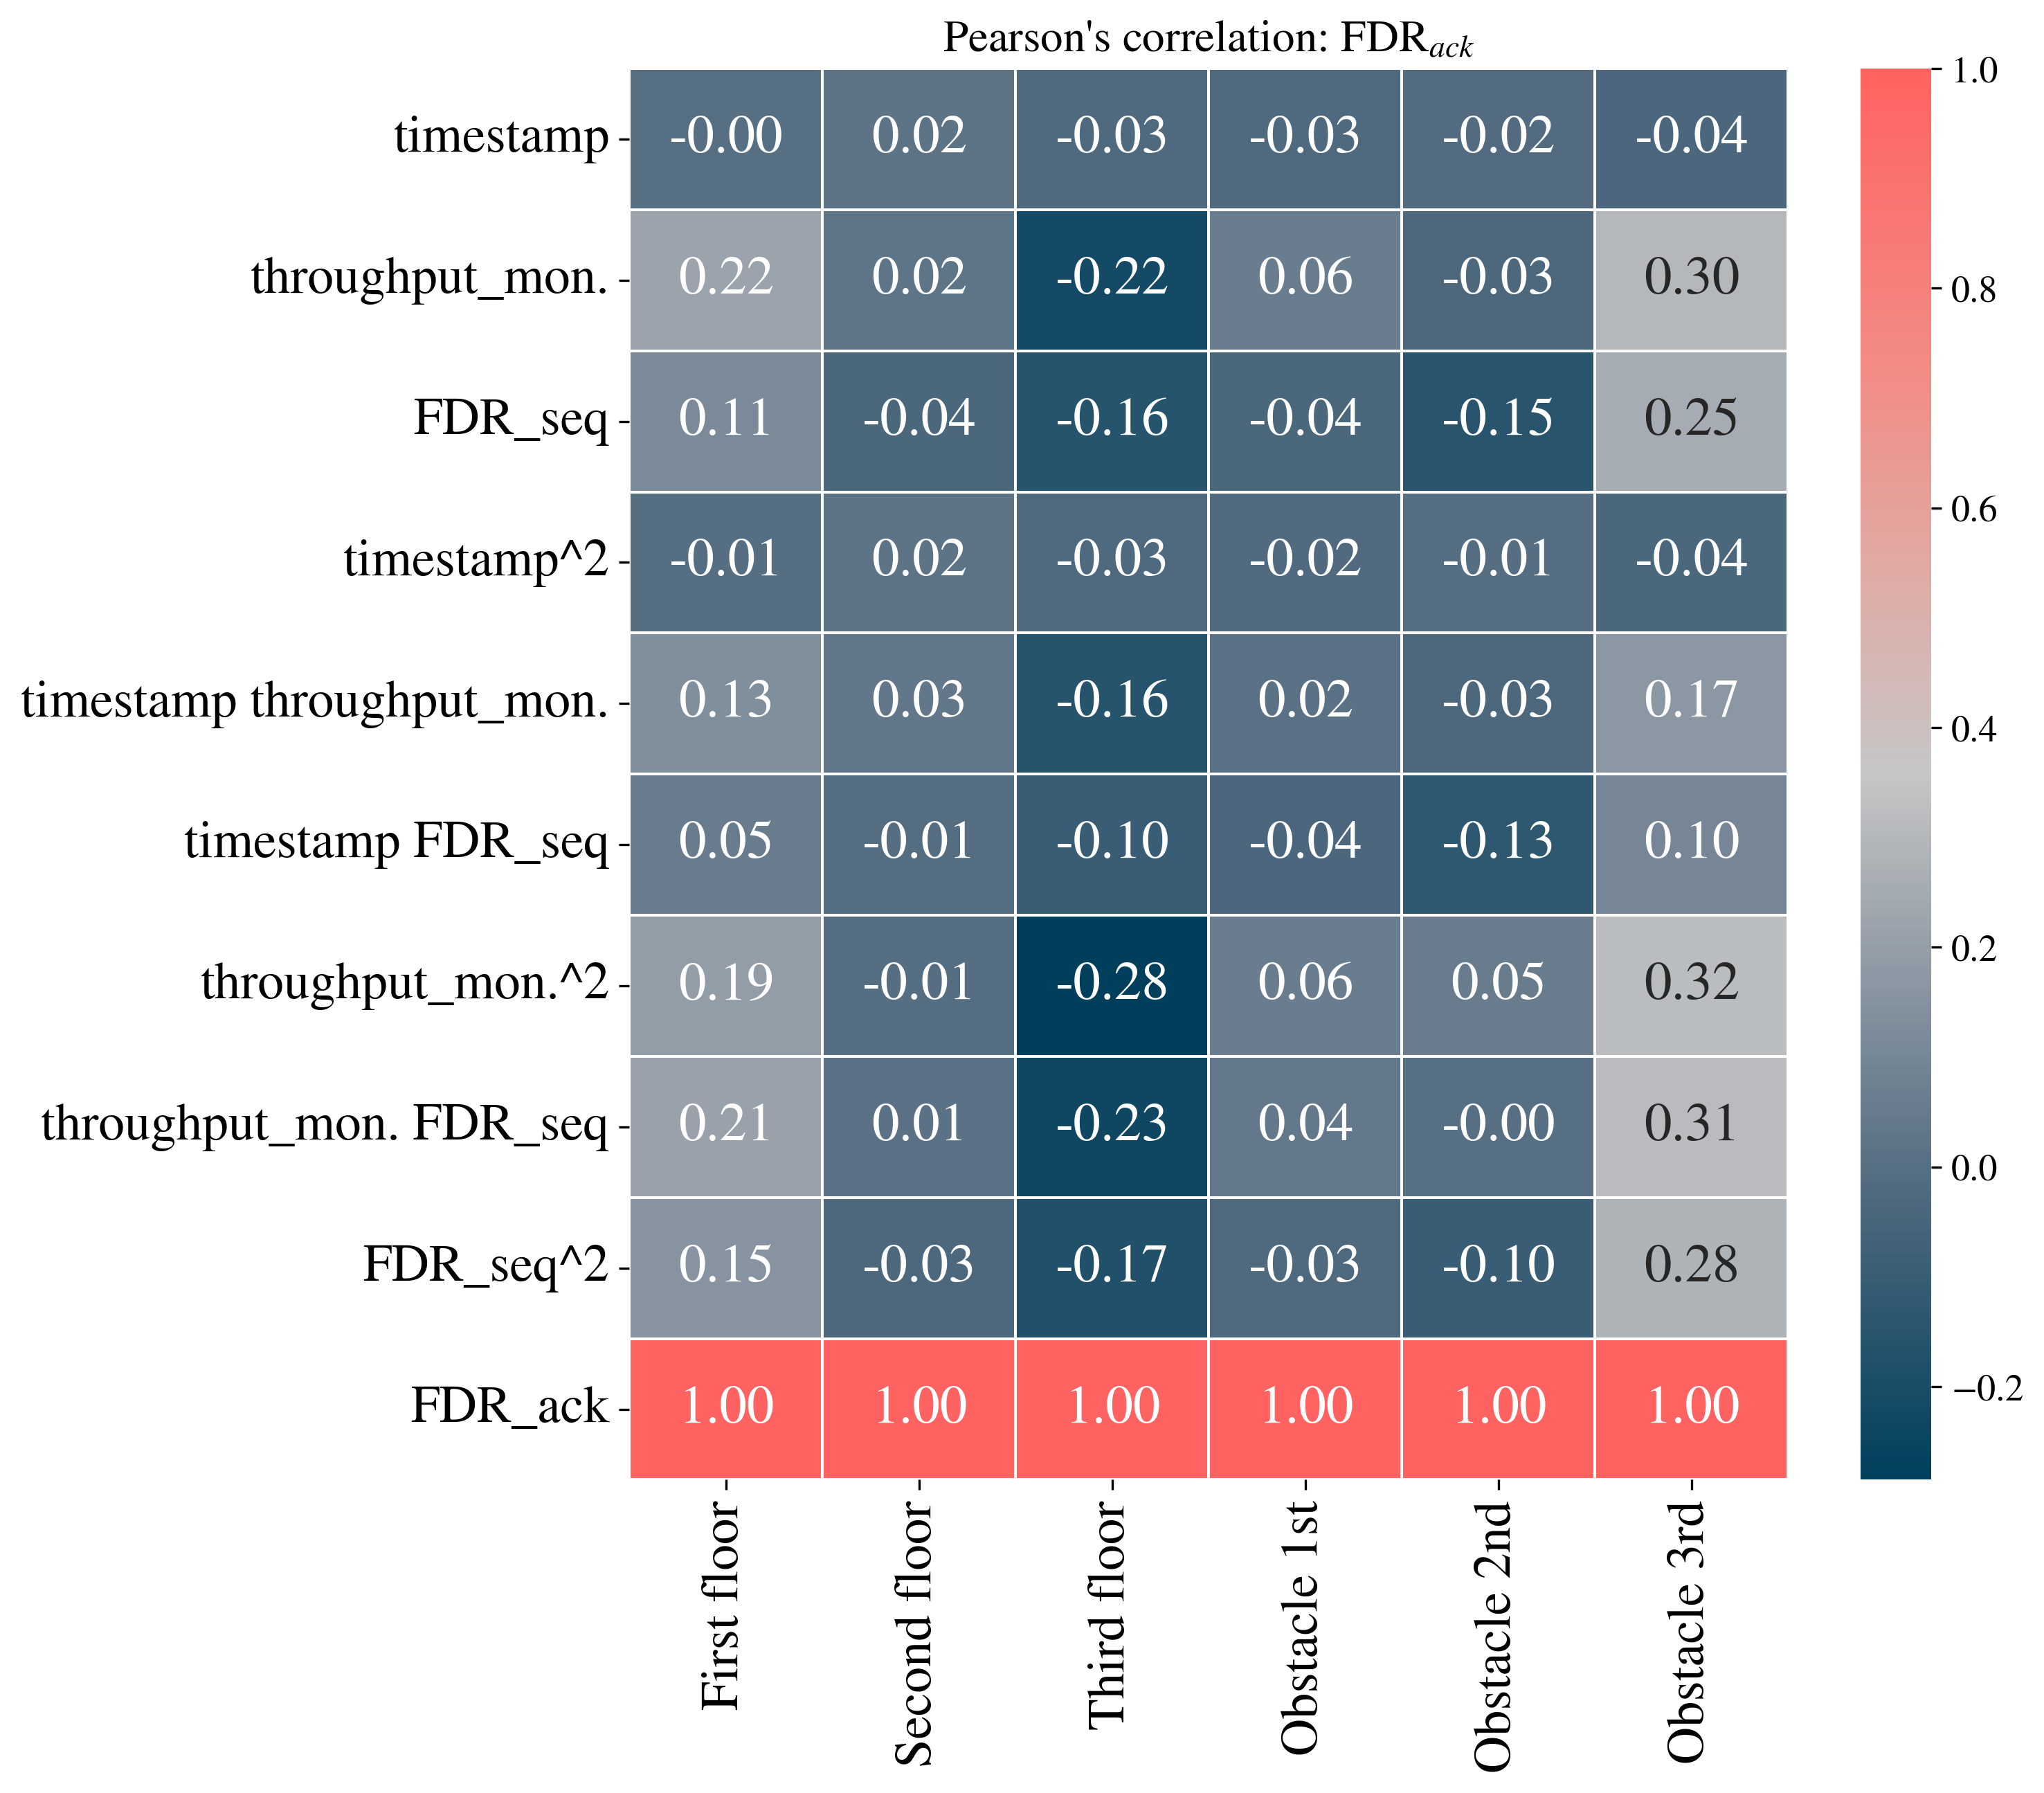 Pearson's correlation: FDR_ack
timestamp -0.00 0.02 -0.03 -0.03 -0.02 -0.04
throughput_mon. 0.22 0.02 -0.22 0.06 -0.03 0.30
FDR_seq 0.11 -0.04 -0.16 -0.04 -0.15 0.25
timestamp^2 -0.01 0.02 -0.03 -0.02 -0.01 -0.04
timestamp throughput_mon. 0.13 0.03 -0.16 0.02 -0.03 0.17
timestamp FDR_seq 0.05 -0.01 -0.10 -0.04 -0.13 0.10
throughput_mon.^2 0.19 -0.01 -0.28 0.06 0.05 0.32
throughput_mon. FDR_seq 0.21 0.01 -0.23 0.04 -0.00 0.31
FDR_seq^2 0.15 -0.03 -0.17 -0.03 -0.10 0.28
FDR_ack 1.00 1.00 1.00 1.00 1.00 1.00
First floor
Second floor
Third floor
Obstacle 1st
Obstacle 2nd
Obstacle 3rd
1.0
0.8
0.6
0.4
0.2
0.0
−0.2